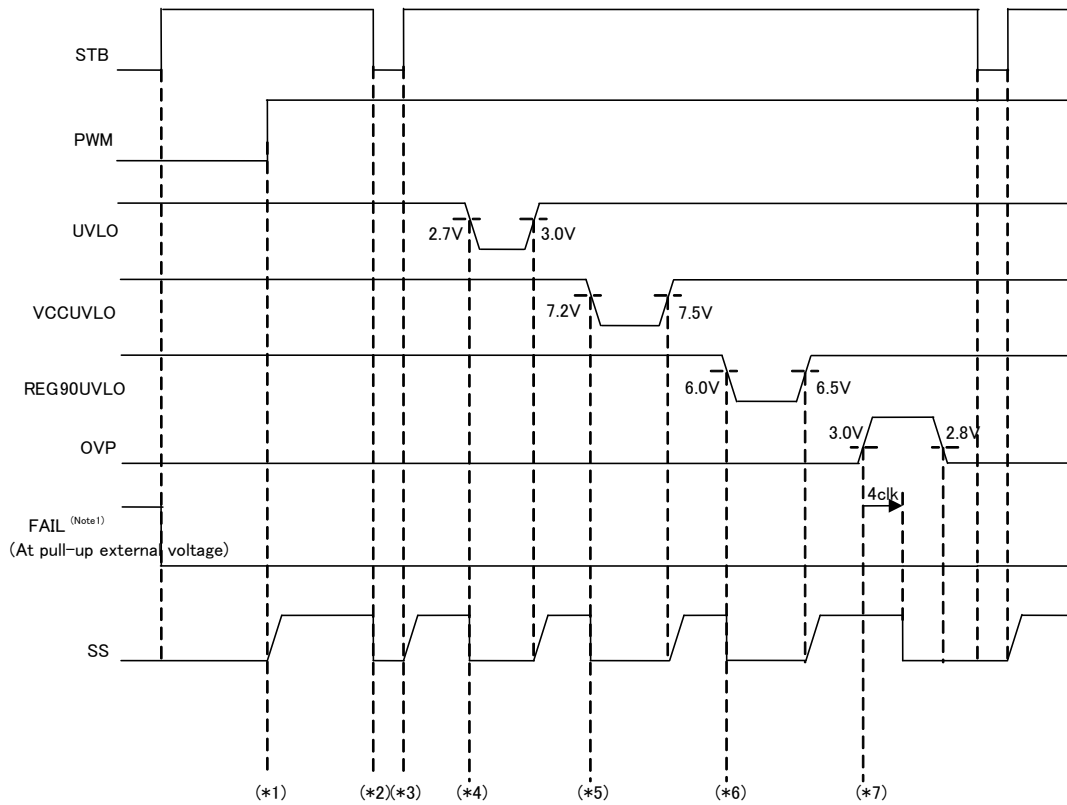 STB
PWM
UVLO
2.7V
3.0V
VCCUVLO
7.2V
7.5V
REG90UVLO
6.0V
6.5V
OVP
3.0V
2.8V
4clk
FAIL (Note1)
(At pull-up external voltage)
SS
(*1) (*2)(*3) (*4) (*5) (*6) (*7)